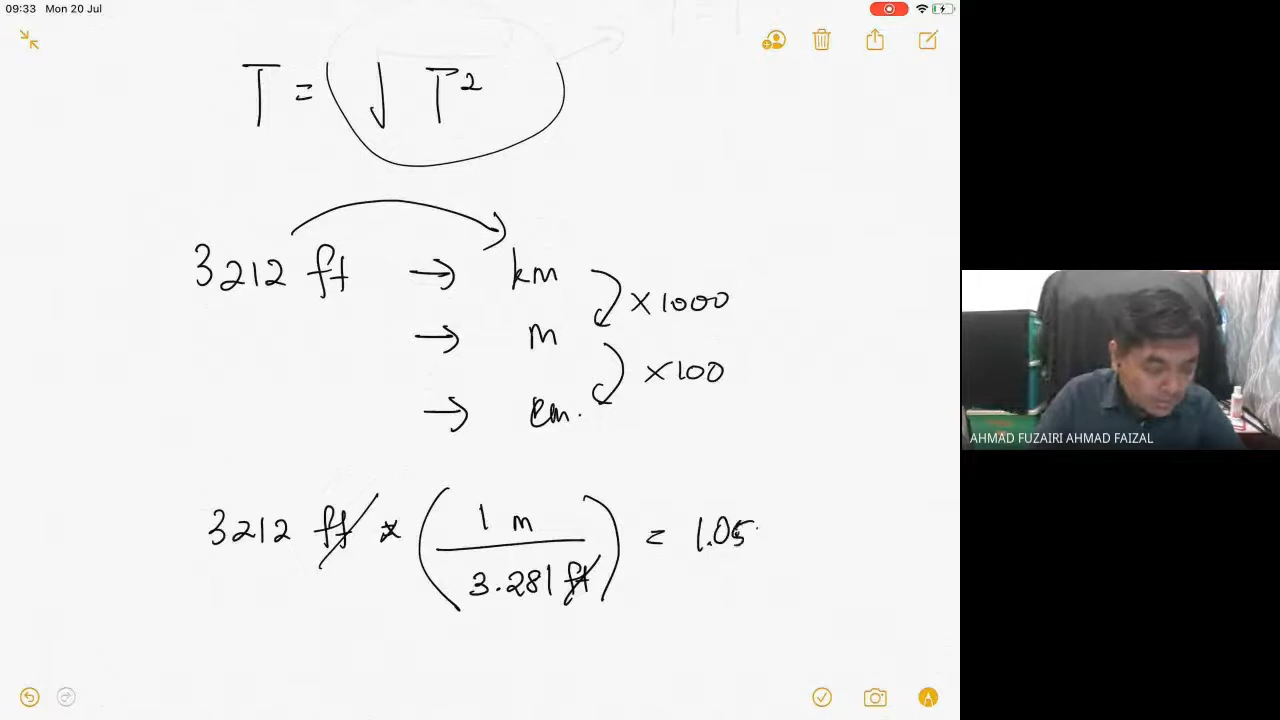 09:33 Mon 20 Jul
T = √ T²
3212 ft → km
×1000
→ m
×100
→ cm.
3212 ft * ( 1 m / 3.281 ft ) = 1.05
AHMAD FUZAIRI AHMAD FAIZAL